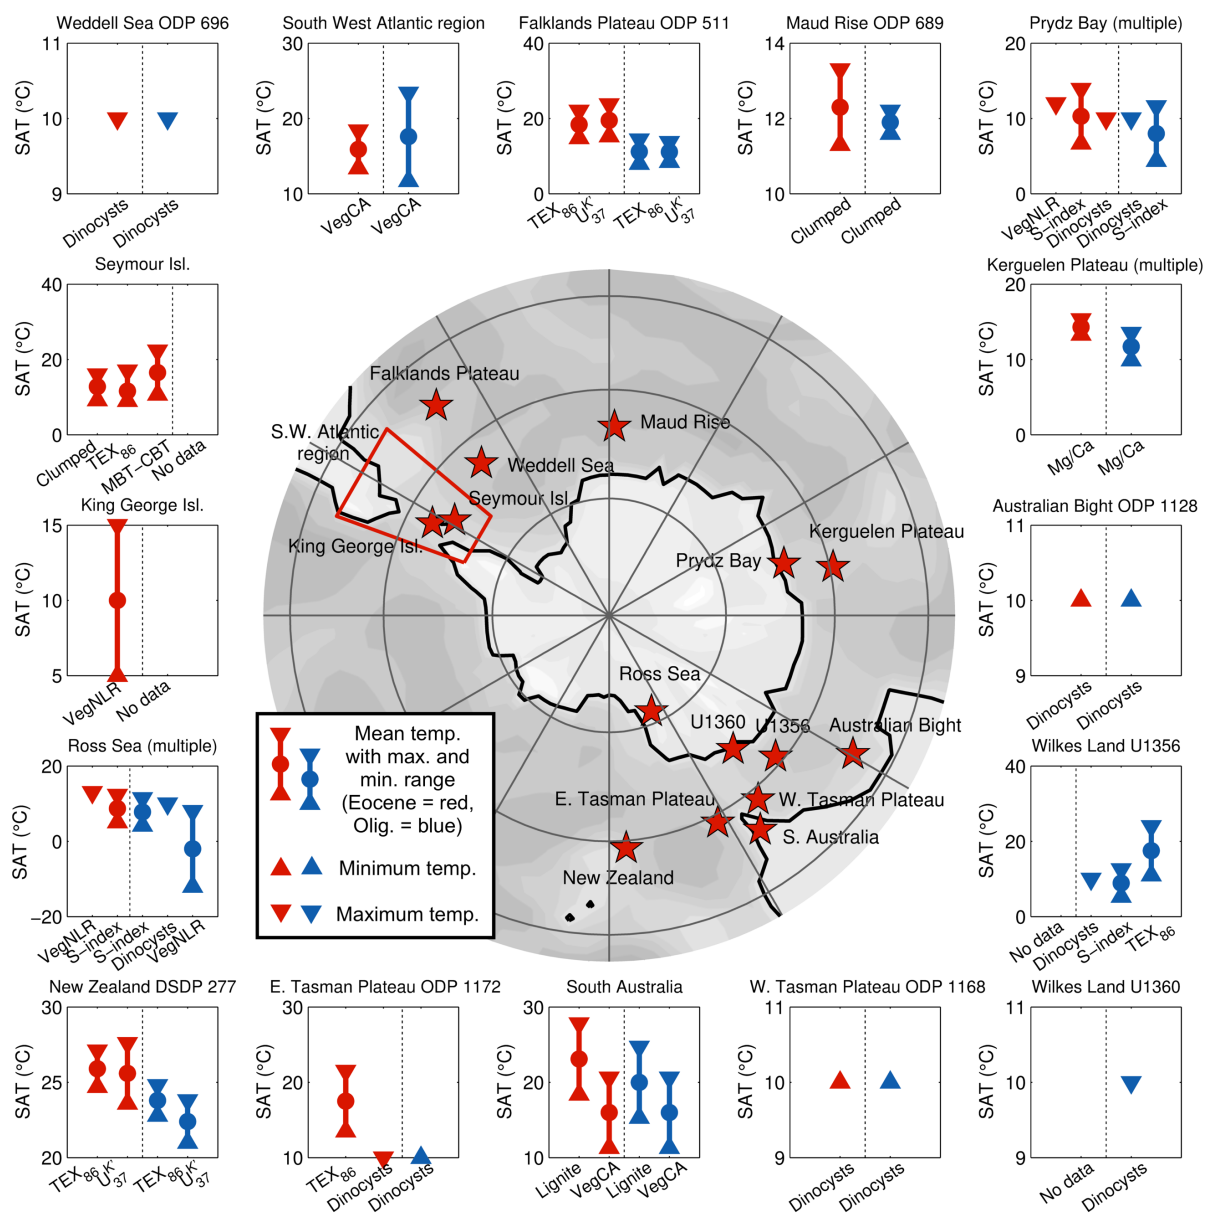 Weddell Sea ODP 696
South West Atlantic region
Falklands Plateau ODP 511
Maud Rise ODP 689
Prydz Bay (multiple)
SAT (°C)
11
10
9
Dinocysts
Dinocysts
SAT (°C)
30
20
10
VegCA
VegCA
SAT (°C)
40
20
0
TEX86
UK'37
TEX86
UK'37
SAT (°C)
14
12
10
Clumped
Clumped
SAT (°C)
20
10
0
VegNLR
S−index
Dinocysts
Dinocysts
S−index
Seymour Isl.
SAT (°C)
40
20
0
Clumped
TEX86
MBT−CBT
No data
Kerguelen Plateau (multiple)
SAT (°C)
20
10
0
Mg/Ca
Mg/Ca
King George Isl.
SAT (°C)
15
10
5
VegNLR
No data
Australian Bight ODP 1128
SAT (°C)
11
10
9
Dinocysts
Dinocysts
Falklands Plateau
S.W. Atlantic
region
Maud Rise
Weddell Sea
Seymour Isl.
King George Isl.
Kerguelen Plateau
Prydz Bay
Ross Sea
U1360
U1356
Australian Bight
E. Tasman Plateau
W. Tasman Plateau
S. Australia
New Zealand
Mean temp.
with max. and
min. range
(Eocene = red,
Olig. = blue)
Minimum temp.
Maximum temp.
Ross Sea (multiple)
SAT (°C)
20
0
−20
VegNLR
S−index
S−index
Dinocysts
VegNLR
Wilkes Land U1356
SAT (°C)
40
20
0
No data
Dinocysts
S−index
TEX86
New Zealand DSDP 277
SAT (°C)
30
25
20
TEX86
UK'37
TEX86
UK'37
E. Tasman Plateau ODP 1172
SAT (°C)
30
20
10
TEX86
Dinocysts
Dinocysts
South Australia
SAT (°C)
30
20
10
Lignite
VegCA
Lignite
VegCA
W. Tasman Plateau ODP 1168
SAT (°C)
11
10
9
Dinocysts
Dinocysts
Wilkes Land U1360
SAT (°C)
11
10
9
No data
Dinocysts